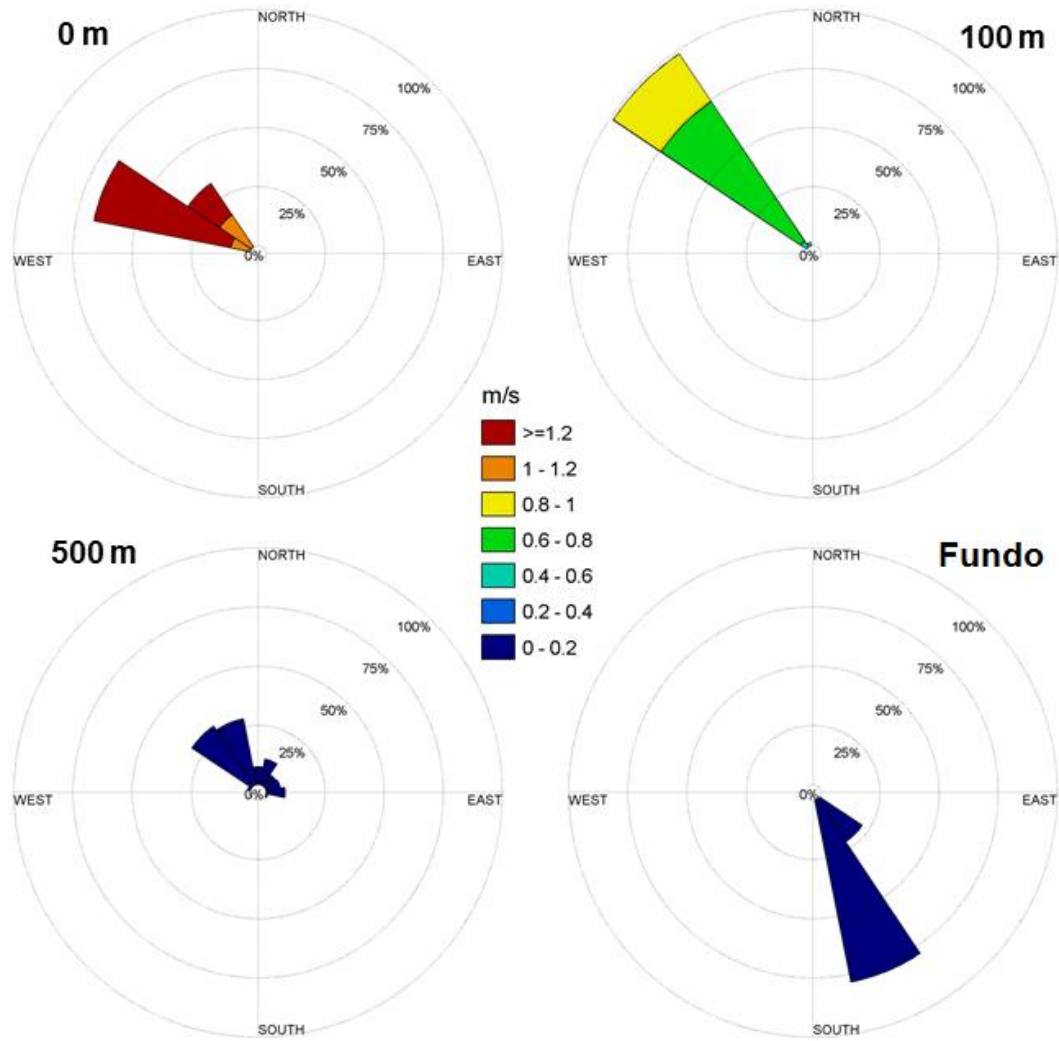 0 m
NORTH
100%
75%
50%
25%
0%
WEST
EAST
SOUTH
100 m
NORTH
100%
75%
50%
25%
0%
WEST
EAST
SOUTH
m/s
>=1.2
1 - 1.2
0.8 - 1
0.6 - 0.8
0.4 - 0.6
0.2 - 0.4
0 - 0.2
500 m
NORTH
100%
75%
50%
25%
0%
WEST
EAST
SOUTH
Fundo
NORTH
100%
75%
50%
25%
0%
WEST
EAST
SOUTH